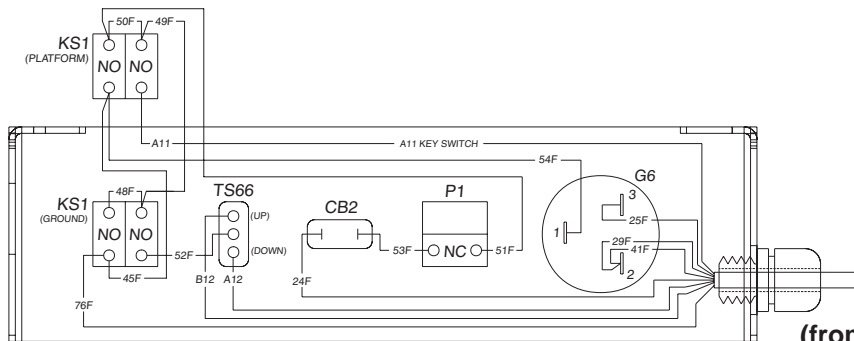 50F 49F
KS1
(PLATFORM)
NO NO
A11 A11 KEY SWITCH
54F
KS1
(GROUND)
48F
NO NO
45F
52F
76F
TS66
(UP)
(DOWN)
B12 A12
CB2
24F
53F
P1
NC
51F
G6
3
1
25F
29F
41F
2
(fron